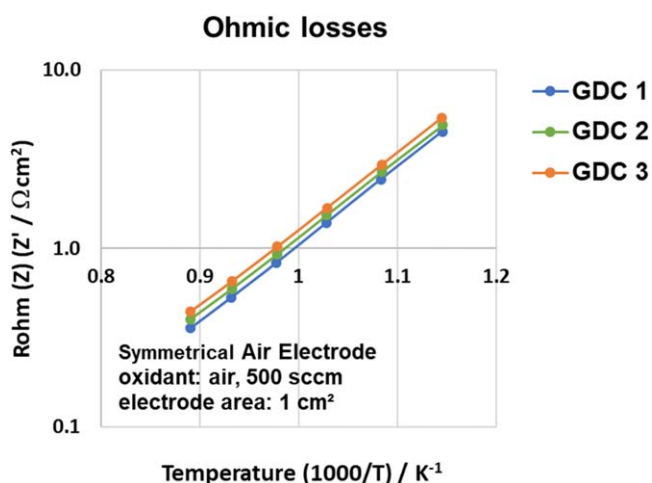 Ohmic losses
10.0
1.0
0.1
0.8
0.9
1
1.1
1.2
Rohm (Z) (Z' / Ωcm²)
GDC 1
GDC 2
GDC 3
Symmetrical Air Electrode
oxidant: air, 500 sccm
electrode area: 1 cm²
Temperature (1000/T) / K⁻¹